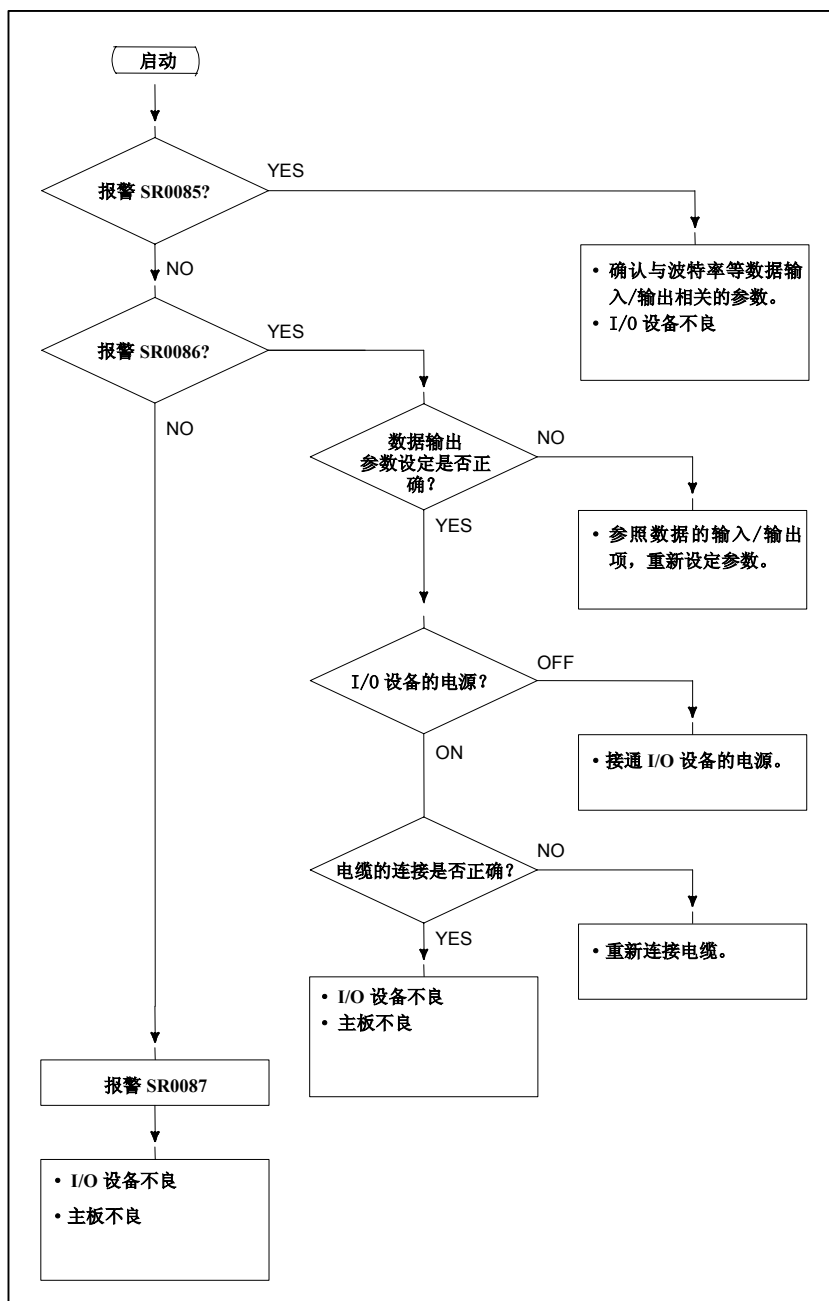 启动
报警 SR0085?
YES
NO
• 确认与波特率等数据输
入/输出相关的参数。
• I/O 设备不良
报警 SR0086?
YES
NO
数据输出
参数设定是否正
确？
NO
YES
• 参照数据的输入/输出
项，重新设定参数。
I/O 设备的电源？
OFF
ON
• 接通 I/O 设备的电源。
电缆的连接是否正确？
NO
YES
• 重新连接电缆。
• I/O 设备不良
• 主板不良
报警 SR0087
• I/O 设备不良
• 主板不良